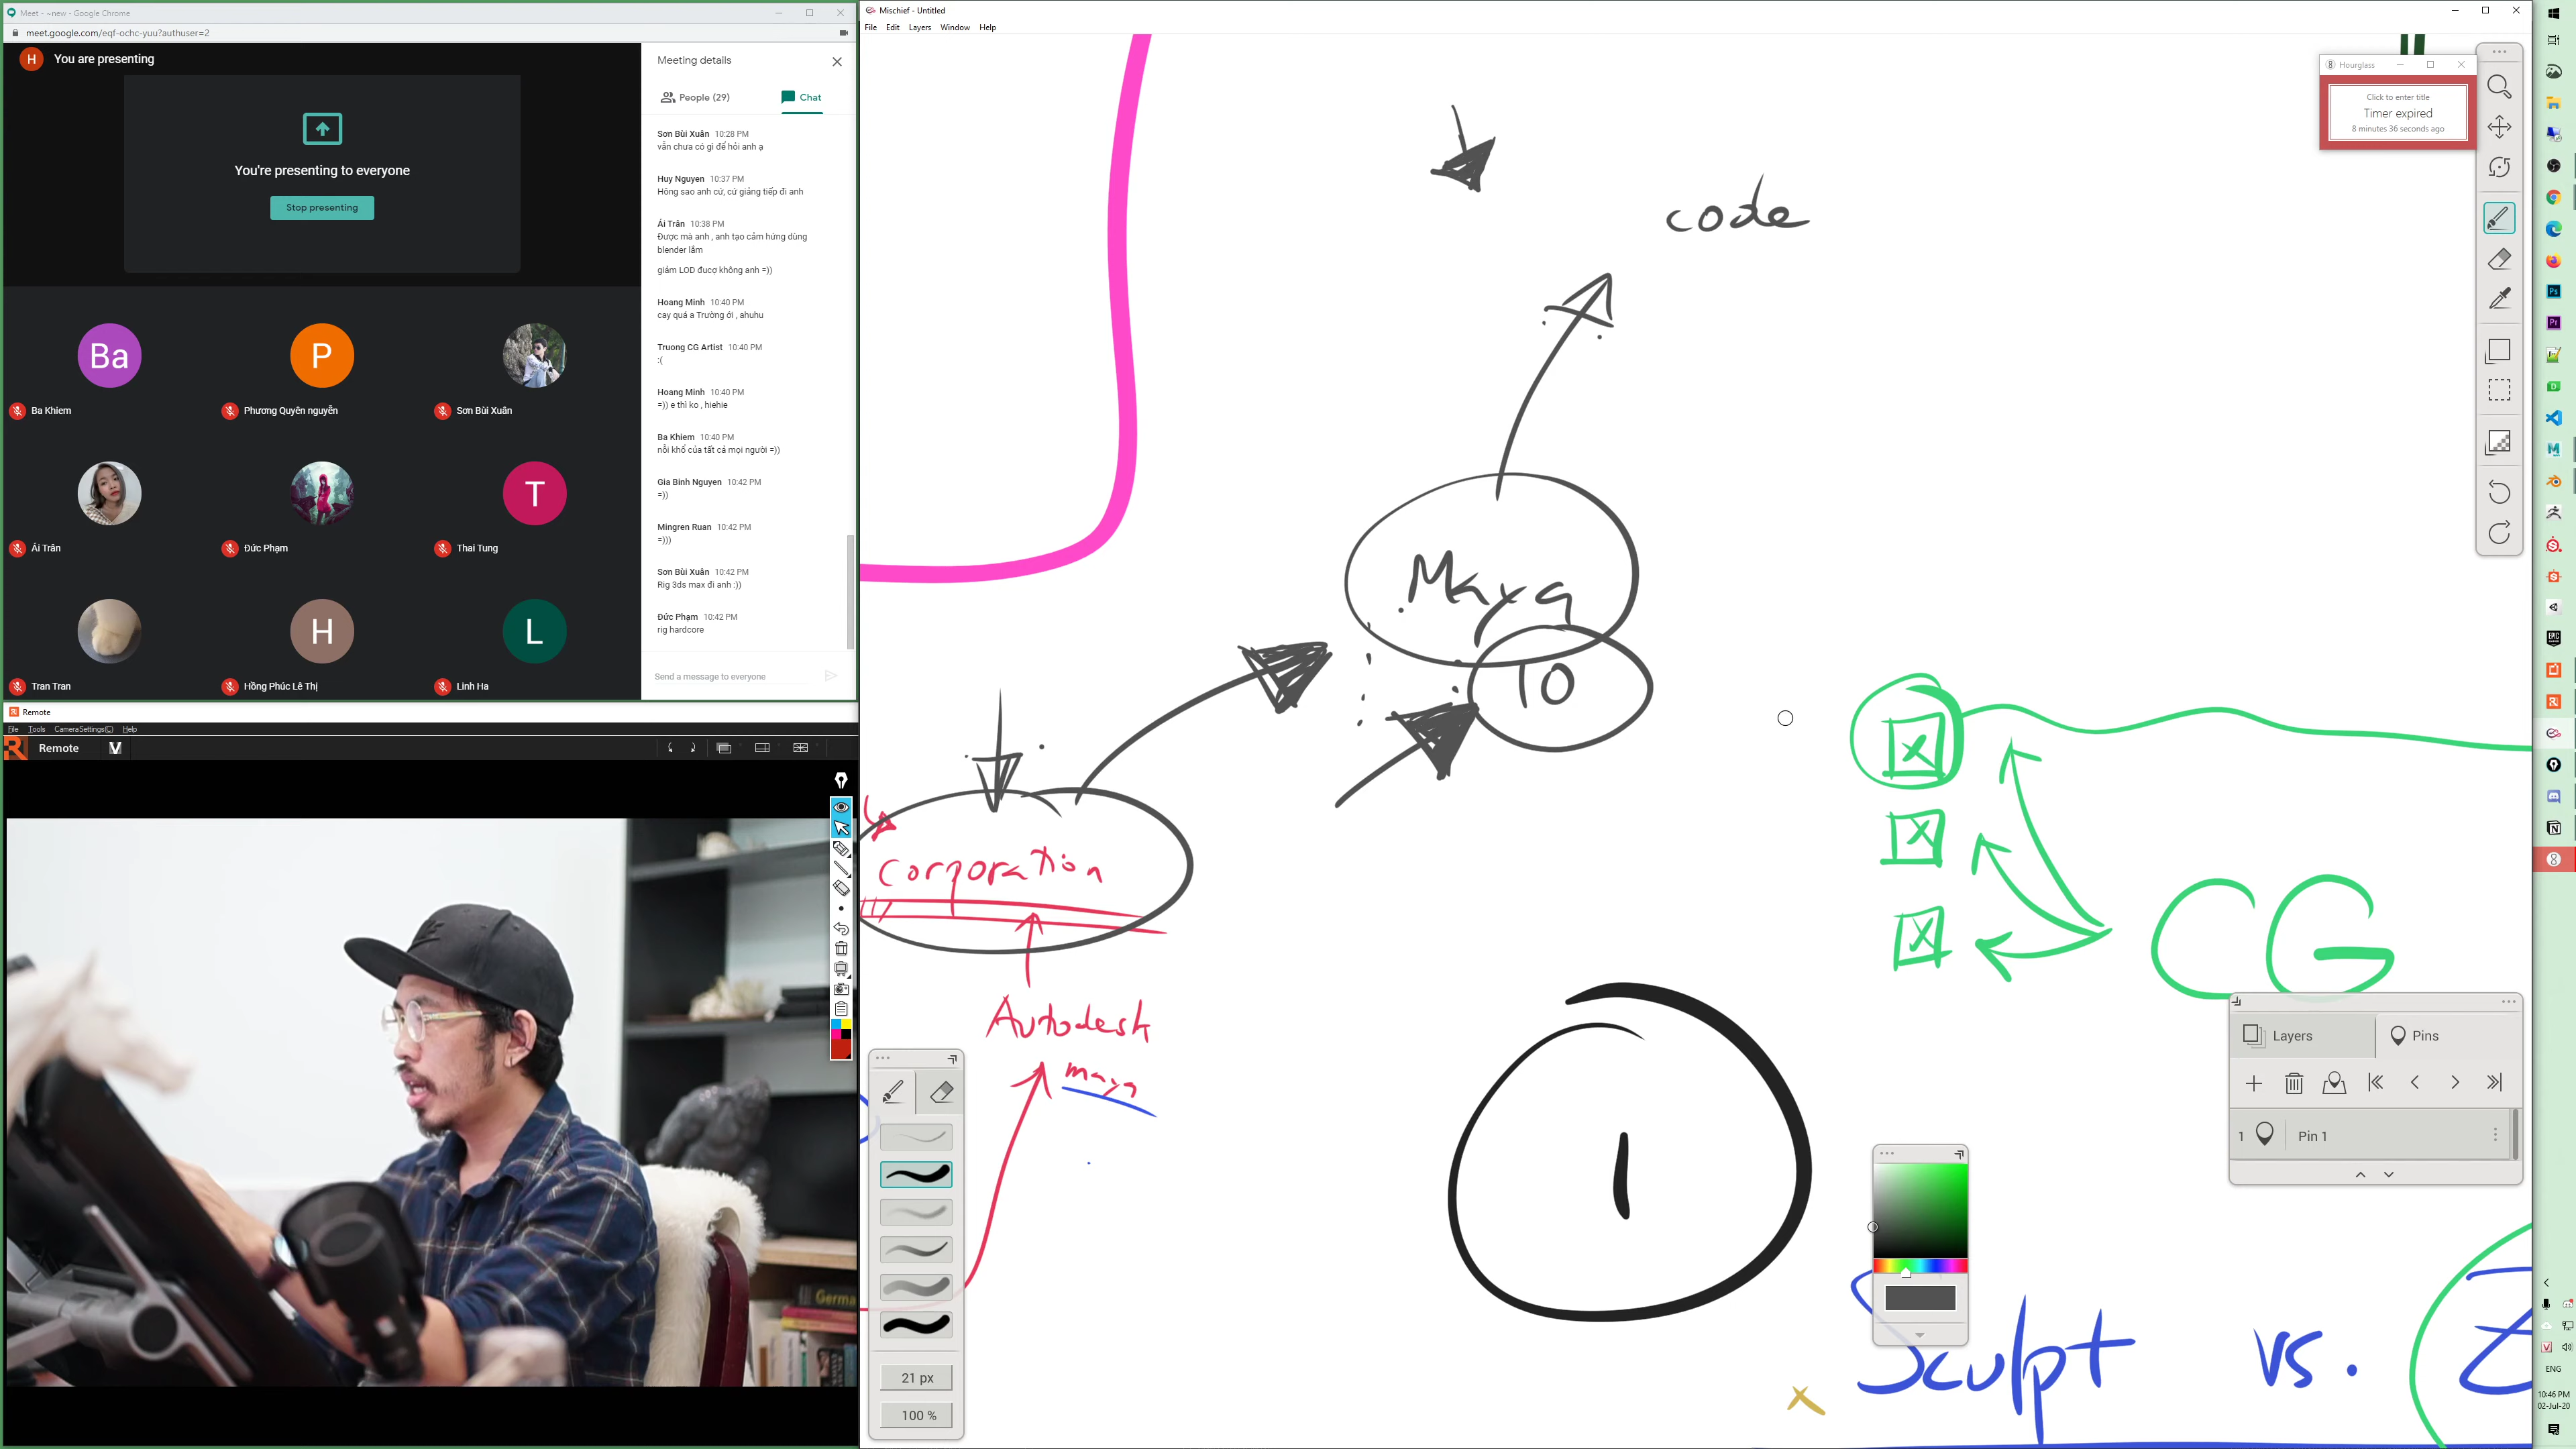 Meet - ~new - Google Chrome
meet.google.com/eqf-ochc-yuu?authuser=2
H You are presenting
You're presenting to everyone
Stop presenting
Ba
P
Ba Khiem
Phương Quyên nguyễn
Sơn Bùi Xuân
T
Ái Trân
Đức Phạm
Thai Tung
H
L
Tran Tran
Hồng Phúc Lê Thị
Linh Ha
Meeting details
People (29)
Chat
Sơn Bùi Xuân 10:28 PM
vẫn chưa có gì để hỏi anh ạ
Huy Nguyen 10:37 PM
Hông sao anh cứ, cứ giảng tiếp đi anh
Ái Trân 10:38 PM
Được mà anh , anh tạo cảm hứng dùng
blender lắm
giảm LOD đuợc không anh =))
Hoang Minh 10:40 PM
cay quá a Trường ới , ahuhu
Truong CG Artist 10:40 PM
:(
Hoang Minh 10:40 PM
=)) e thì ko , hiehie
Ba Khiem 10:40 PM
nỗi khổ của tất cả mọi người =))
Gia Binh Nguyen 10:42 PM
=))
Mingren Ruan 10:42 PM
=)))
Sơn Bùi Xuân 10:42 PM
Rig 3ds max đi anh :))
Đức Phạm 10:42 PM
rig hardcore
Send a message to everyone
Remote
File Tools CameraSettings(C) Help
Remote
V
Germa
Mischief - Untitled
File Edit Layers Window Help
Hourglass
Click to enter title
Timer expired
8 minutes 36 seconds ago
code
Maya
10
corporation
Autodesk
maya
CG
1
Sculpt vs.
21 px
100 %
Layers
Pins
1 Pin 1
Ps
Pr
ENG
10:46 PM
02-Jul-20